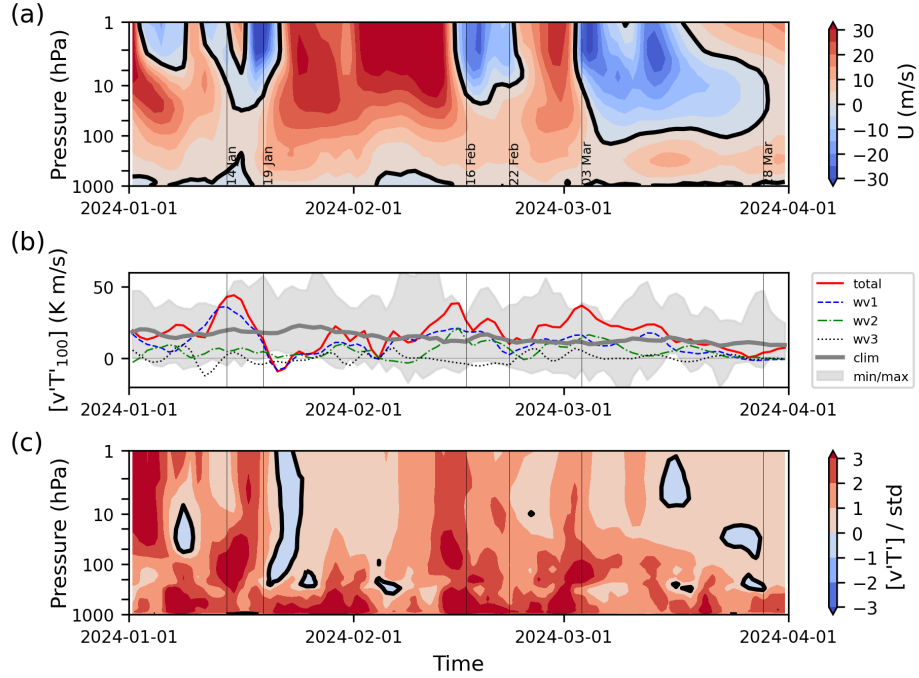 (a)
Pressure (hPa)
1
10
100
1000
14 Jan
19 Jan
16 Feb
22 Feb
03 Mar
28 Mar
2024-01-01
2024-02-01
2024-03-01
2024-04-01
30
20
10
0
−10
−20
−30
U (m/s)
(b)
[v'T'100] (K m/s)
50
0
2024-01-01
2024-02-01
2024-03-01
2024-04-01
total
wv1
wv2
wv3
clim
min/max
(c)
Pressure (hPa)
1
10
100
1000
2024-01-01
2024-02-01
2024-03-01
2024-04-01
Time
3
2
1
0
−1
−2
−3
[v'T'] / std